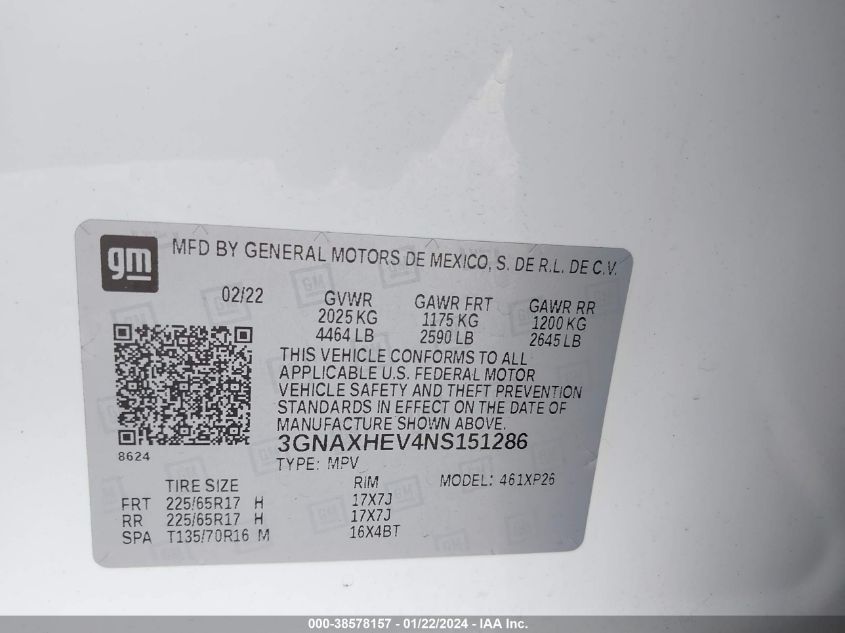 gm
MFD BY GENERAL MOTORS DE MEXICO, S. DE R.L. DE C.V.
02/22 GVWR GAWR FRT GAWR RR
2025 KG 1175 KG 1200 KG
4464 LB 2590 LB 2645 LB
THIS VEHICLE CONFORMS TO ALL
APPLICABLE U.S. FEDERAL MOTOR
VEHICLE SAFETY AND THEFT PREVENTION
STANDARDS IN EFFECT ON THE DATE OF
MANUFACTURE SHOWN ABOVE.
3GNAXHEV4NS151286
8624
TYPE: MPV MODEL: 461XP26
TIRE SIZE RIM
FRT 225/65R17 H 17X7J
RR 225/65R17 H 17X7J
SPA T135/70R16 M 16X4BT
000-38578157 - 01/22/2024 - IAA Holdings, LLC.